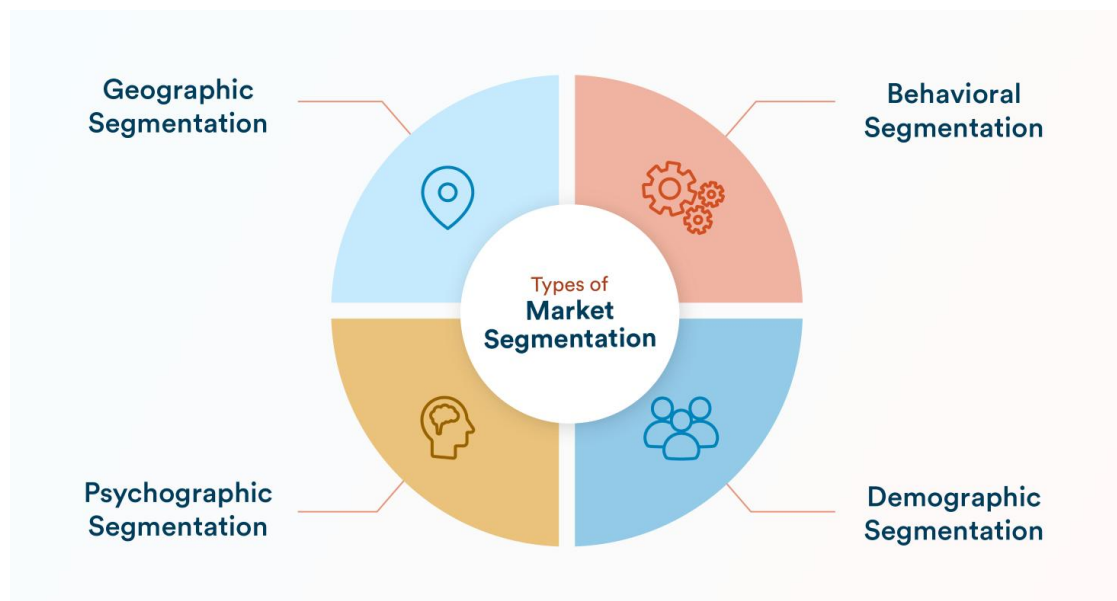 Geographic
Segmentation
Behavioral
Segmentation
Types of
Market
Segmentation
Psychographic
Segmentation
Demographic
Segmentation